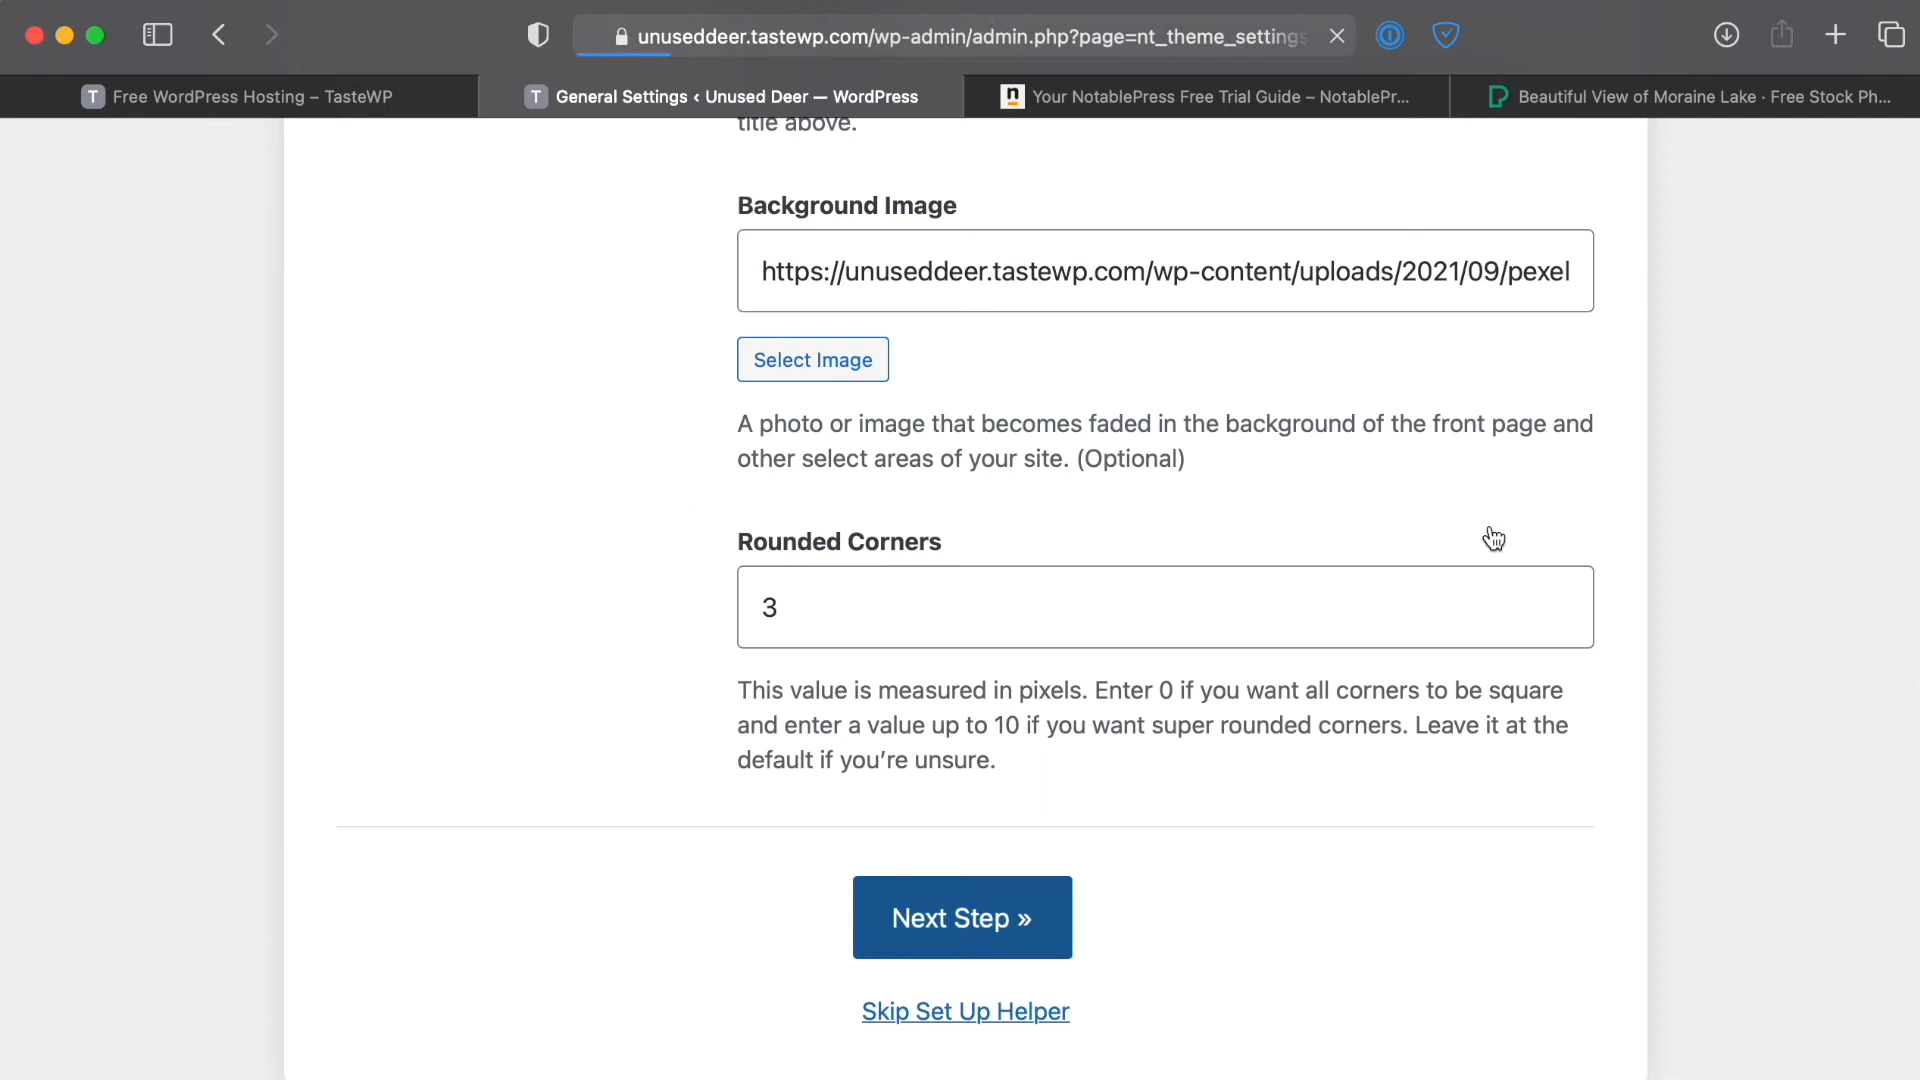 unuseddeer.tastewp.com/wp-admin/admin.php?page=nt_theme_settings
T Free WordPress Hosting – TasteWP
T General Settings ‹ Unused Deer — WordPress
n Your NotablePress Free Trial Guide – NotablePr...
Beautiful View of Moraine Lake · Free Stock Ph...
title above.
Background Image
https://unuseddeer.tastewp.com/wp-content/uploads/2021/09/pexel
Select Image
A photo or image that becomes faded in the background of the front page and
other select areas of your site. (Optional)
Rounded Corners
3
This value is measured in pixels. Enter 0 if you want all corners to be square
and enter a value up to 10 if you want super rounded corners. Leave it at the
default if you're unsure.
Next Step »
Skip Set Up Helper